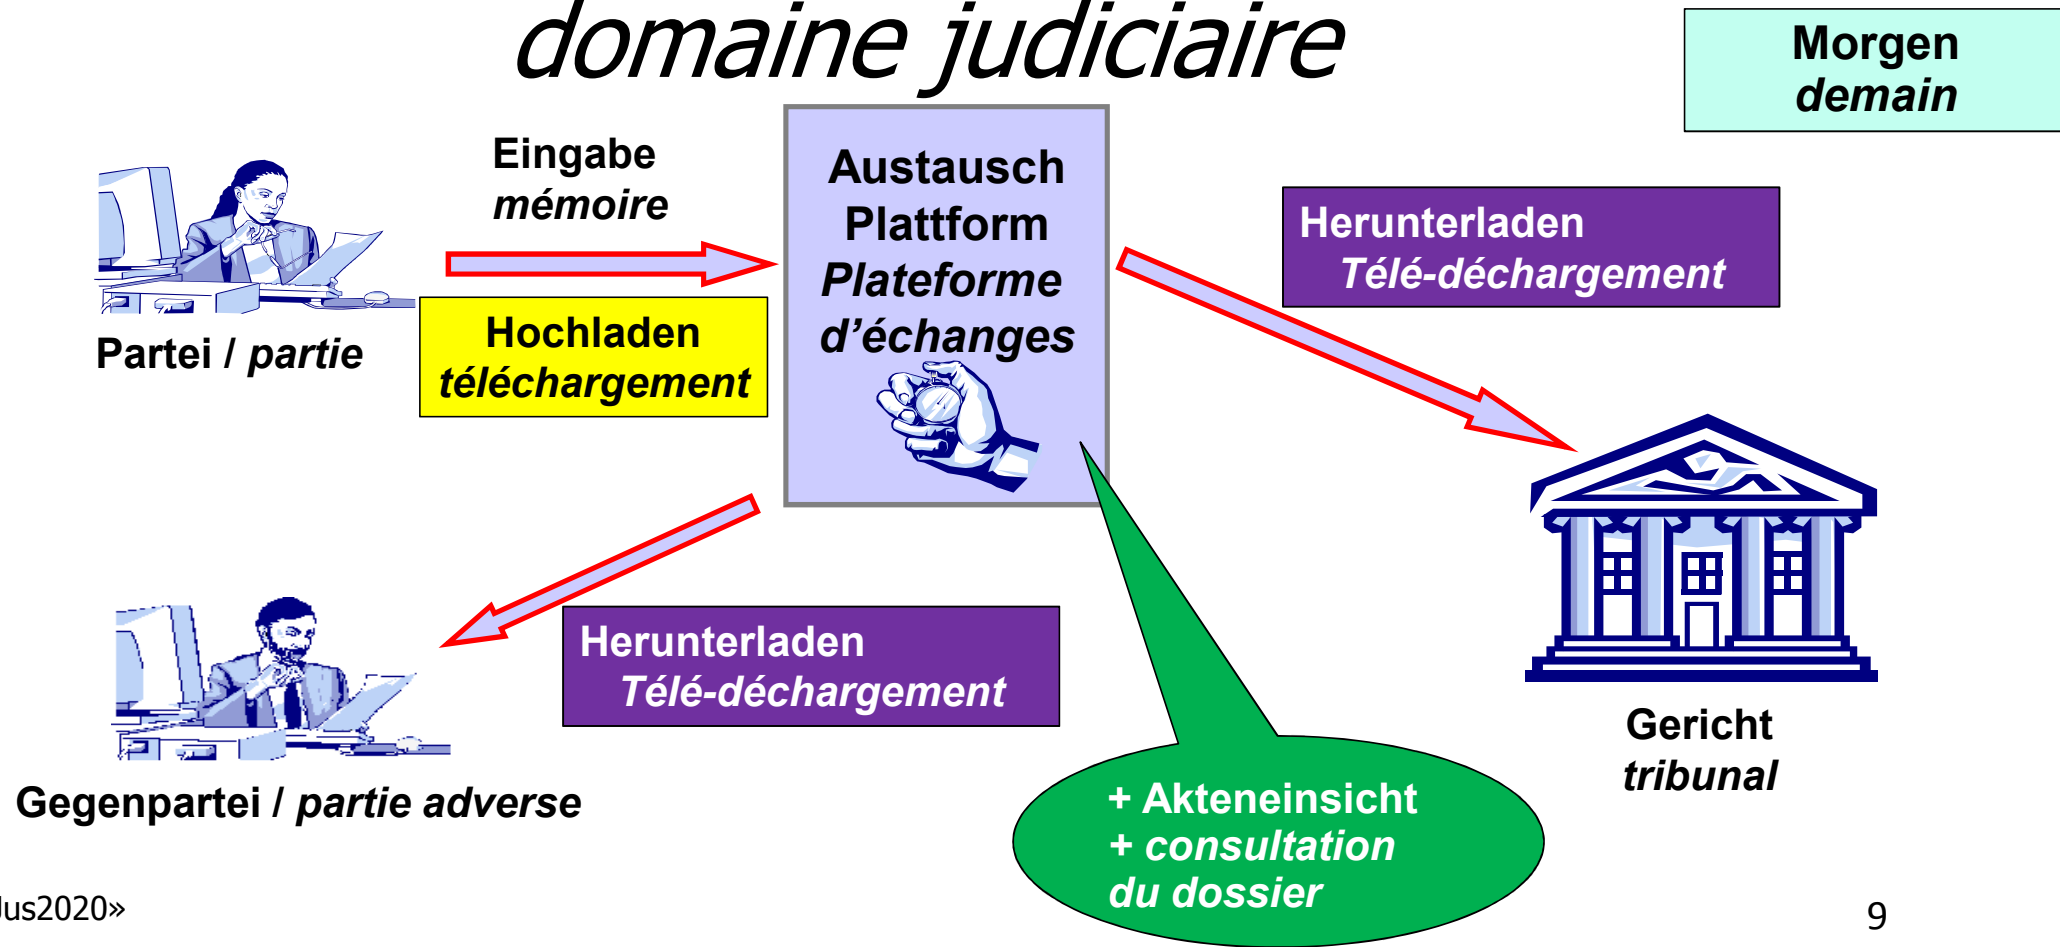 domaine judiciaire
Morgen
demain
Eingabe
mémoire
Austausch
Plattform
Plateforme
d’échanges
Herunterladen
Télé-déchargement
Partei / partie
Hochladen
téléchargement
Herunterladen
Télé-déchargement
Gericht
tribunal
Gegenpartei / partie adverse
+ Akteneinsicht
+ consultation
du dossier
Jus2020»
9